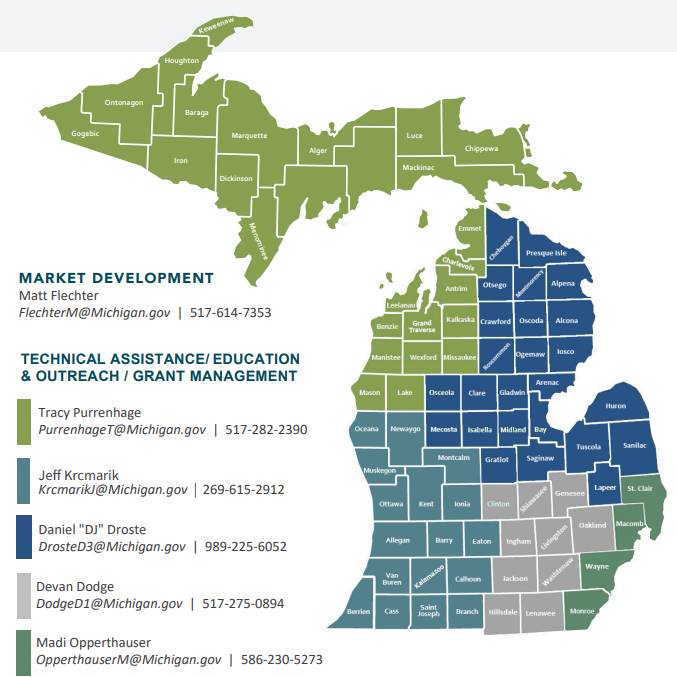 Keweenaw
Houghton
Ontonagon
Baraga
Gogebic
Marquette
Iron
Dickinson
Menominee
Alger
Luce
Chippewa
Mackinac
MARKET DEVELOPMENT
Matt Flechter
FlechterM@Michigan.gov | 517-614-7353
TECHNICAL ASSISTANCE/ EDUCATION
& OUTREACH / GRANT MANAGEMENT
Tracy Purrenhage
PurrenhageT@Michigan.gov | 517-282-2390
Jeff Krcmarik
KrcmarikJ@Michigan.gov | 269-615-2912
Daniel "DJ" Droste
DrosteD3@Michigan.gov | 989-225-6052
Devan Dodge
DodgeD1@Michigan.gov | 517-275-0894
Madi Opperthauser
OpperthauserM@Michigan.gov | 586-230-5273
Emmet
Cheboygan
Presque Isle
Charlevoix
Antrim
Otsego
Montmorency
Alpena
Leelanau
Benzie
Grand
Traverse
Kalkaska
Crawford
Oscoda
Alcona
Manistee
Wexford
Missaukee
Roscommon
Ogemaw
Iosco
Mason
Lake
Osceola
Clare
Gladwin
Arenac
Huron
Oceana
Newaygo
Mecosta
Isabella
Midland
Bay
Tuscola
Sanilac
Muskegon
Montcalm
Gratiot
Saginaw
Lapeer
St. Clair
Ottawa
Kent
Ionia
Clinton
Shiawassee
Genesee
Macomb
Oakland
Allegan
Barry
Eaton
Ingham
Livingston
Van
Buren
Kalamazoo
Calhoun
Jackson
Washtenaw
Wayne
Berrien
Cass
Saint
Joseph
Branch
Hillsdale
Lenawee
Monroe